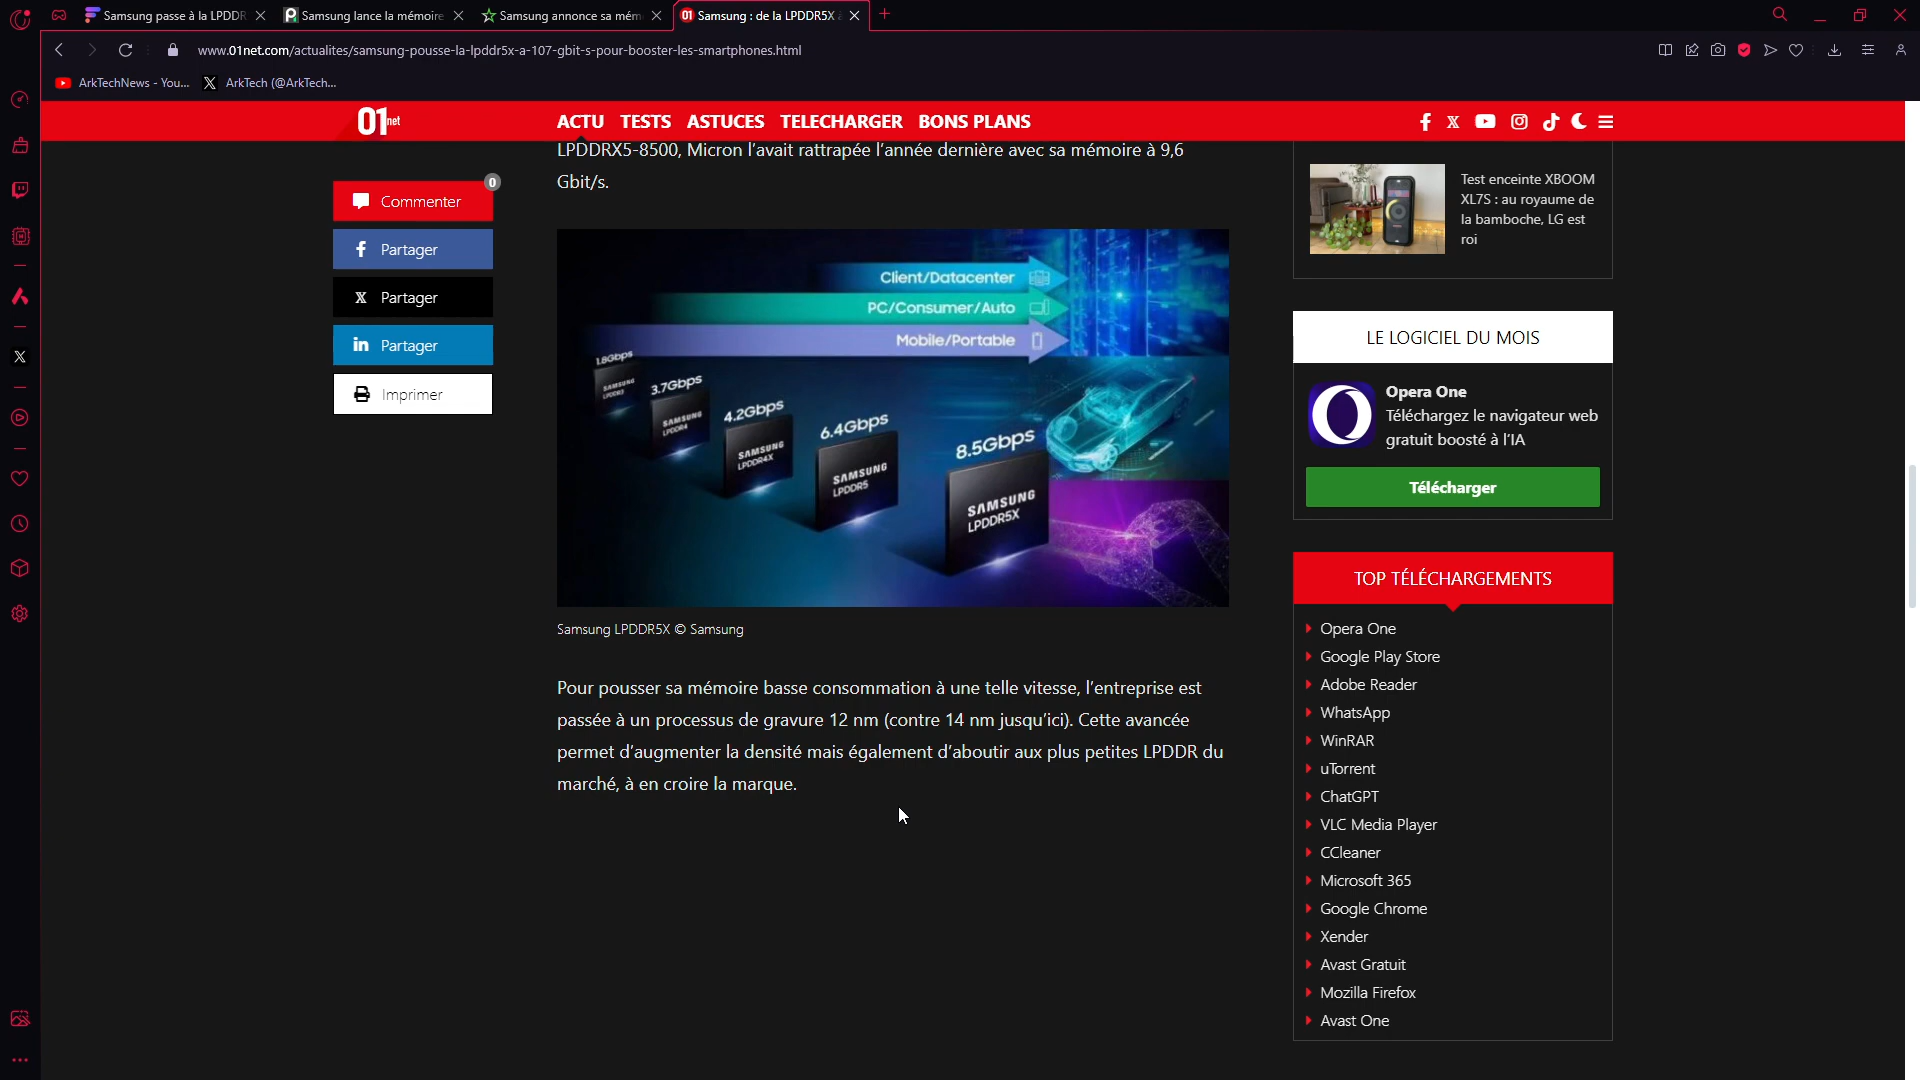 Samsung passe à la LPDDR
Samsung lance la mémoire
Samsung annonce sa mém
01 Samsung : de la LPDDR5X à
www.01net.com/actualites/samsung-pousse-la-lpddr5x-a-107-gbit-s-pour-booster-les-smartphones.html
ArkTechNews - You...
ArkTech (@ArkTech...
01net
ACTU TESTS ASTUCES TELECHARGER BONS PLANS
LPDDRX5-8500, Micron l'avait rattrapée l'année dernière avec sa mémoire à 9,6
Gbit/s.
0
Commenter
Partager
Partager
Partager
Imprimer
Client/Datacenter
PC/Consumer/Auto
Mobile/Portable
1.8Gbps
SAMSUNG
LPDDR3
3.7Gbps
SAMSUNG
LPDDR4
4.2Gbps
SAMSUNG
LPDDR4X
6.4Gbps
SAMSUNG
LPDDR5
8.5Gbps
SAMSUNG
LPDDR5X
Samsung LPDDR5X © Samsung
Pour pousser sa mémoire basse consommation à une telle vitesse, l'entreprise est
passée à un processus de gravure 12 nm (contre 14 nm jusqu'ici). Cette avancée
permet d'augmenter la densité mais également d'aboutir aux plus petites LPDDR du
marché, à en croire la marque.
Test enceinte XBOOM
XL7S : au royaume de
la bamboche, LG est
roi
LE LOGICIEL DU MOIS
Opera One
Téléchargez le navigateur web
gratuit boosté à l'IA
Télécharger
TOP TÉLÉCHARGEMENTS
Opera One
Google Play Store
Adobe Reader
WhatsApp
WinRAR
uTorrent
ChatGPT
VLC Media Player
CCleaner
Microsoft 365
Google Chrome
Xender
Avast Gratuit
Mozilla Firefox
Avast One